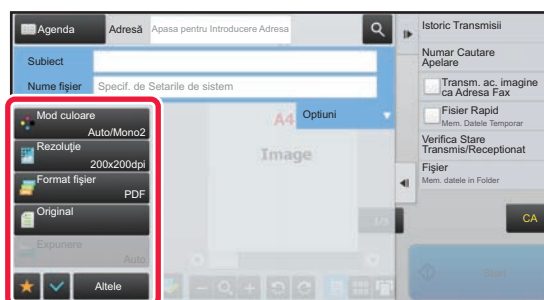 Agenda
Adresă
Apasa pentru Introducere Adresa
Subiect
Nume fişier
Specif. de Setarile de sistem
Mod culoare
Auto/Mono2
Rezoluţie
200x200dpi
Format fişier
PDF
Original
Expunere
Auto
Altele
Optiuni
A4
Image
1/1
Istoric Transmisii
Numar Cautare
Apelare
Transm. ac. imagine
ca Adresa Fax
Fisier Rapid
Mem. Datele Temporar
Verifica Stare
Transmis/Receptionat
Fişier
Mem. datele in Folder
CA
Start